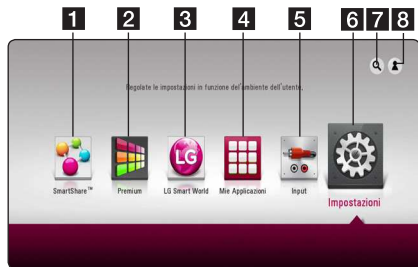 1 2 3 4 5 6 7 8
Regolate le impostazioni in funzione dell'ambiente dell'utente.
LG
SmartShare™ Premium LG Smart World Mie Applicazioni Input Impostazioni